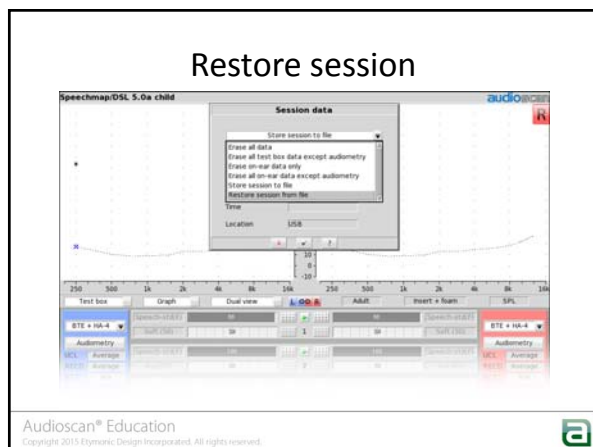 Restore session
Speechmap/DSL 5.0a child
audioscan
R
Session data
Store session to file
Erase all data
Erase all test box data except audiometry
Erase on-ear data only
Erase all on-ear data except audiometry
Store session to file
Restore session from file
Time
Location USB
10
0
-10
250 500 1k 2k 4k 8k 16k 250 500 1k 2k 4k 8k 16k
Test box Graph Dual view L R Adult Insert + foam SPL
BTE + HA-4 1 BTE + HA-4
Audiometry Audiometry
UCL Average UCL Average
RECD Average
Audioscan® Education
Copyright 2015 Etymonic Design Incorporated. All rights reserved.
a